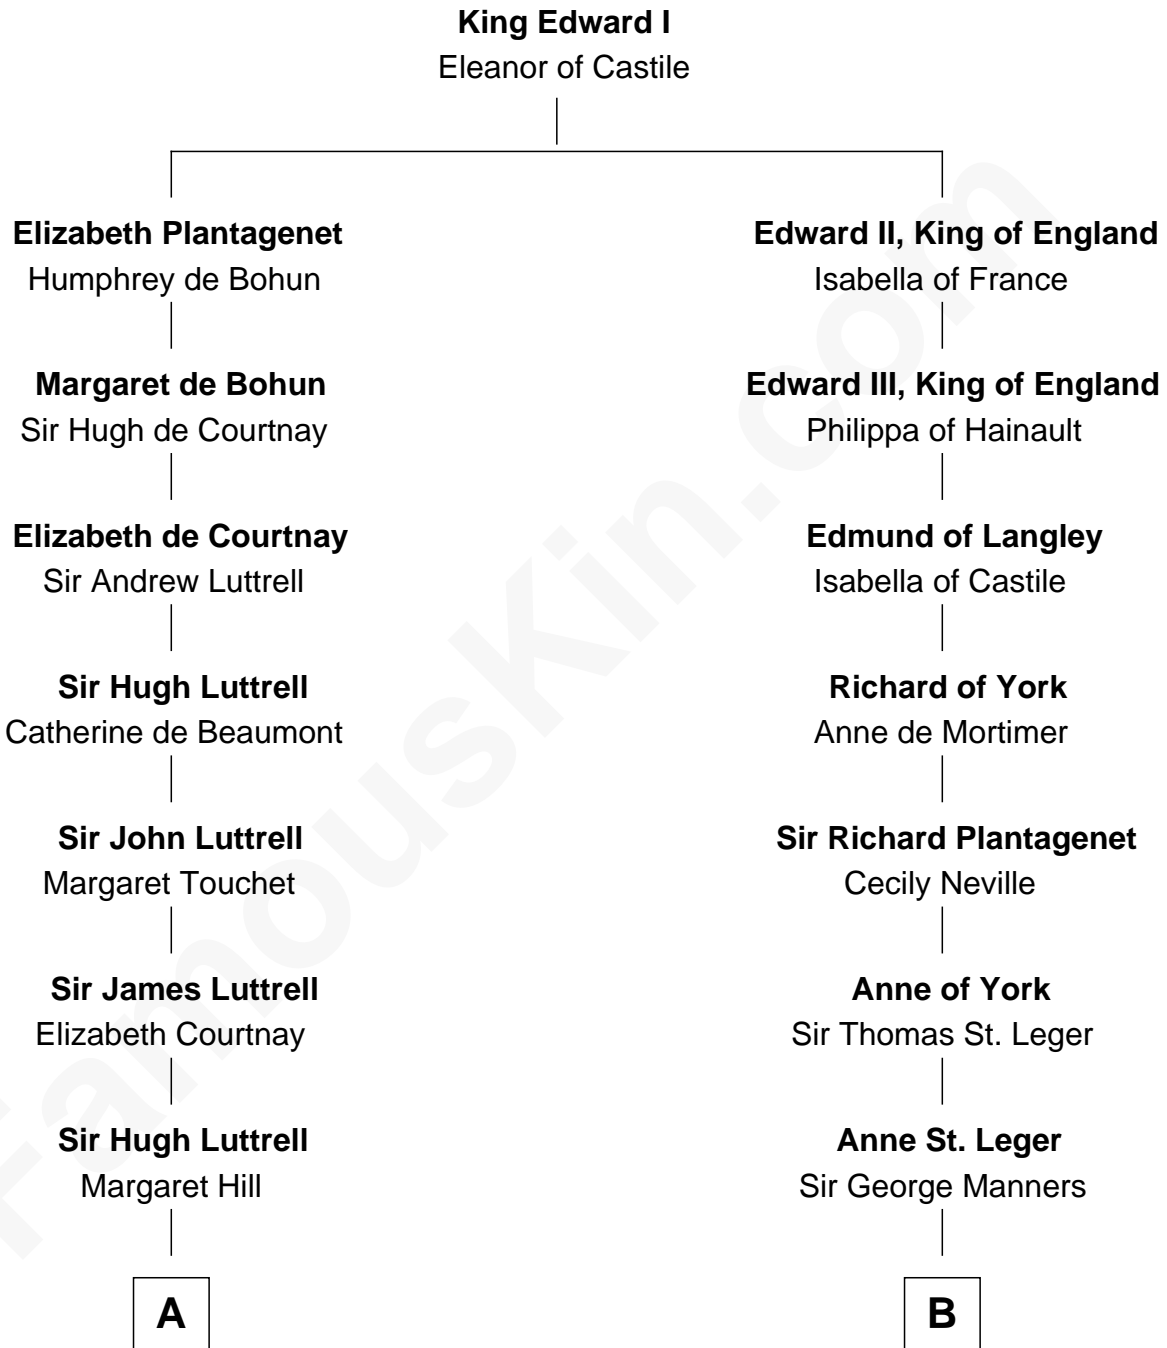 King Edward I
Eleanor of Castile
Elizabeth Plantagenet
Humphrey de Bohun
Margaret de Bohun
Sir Hugh de Courtnay
Elizabeth de Courtnay
Sir Andrew Luttrell
Sir Hugh Luttrell
Catherine de Beaumont
Sir John Luttrell
Margaret Touchet
Sir James Luttrell
Elizabeth Courtnay
Sir Hugh Luttrell
Margaret Hill
A
Edward II, King of England
Isabella of France
Edward III, King of England
Philippa of Hainault
Edmund of Langley
Isabella of Castile
Richard of York
Anne de Mortimer
Sir Richard Plantagenet
Cecily Neville
Anne of York
Sir Thomas St. Leger
Anne St. Leger
Sir George Manners
B
FamousKin.com